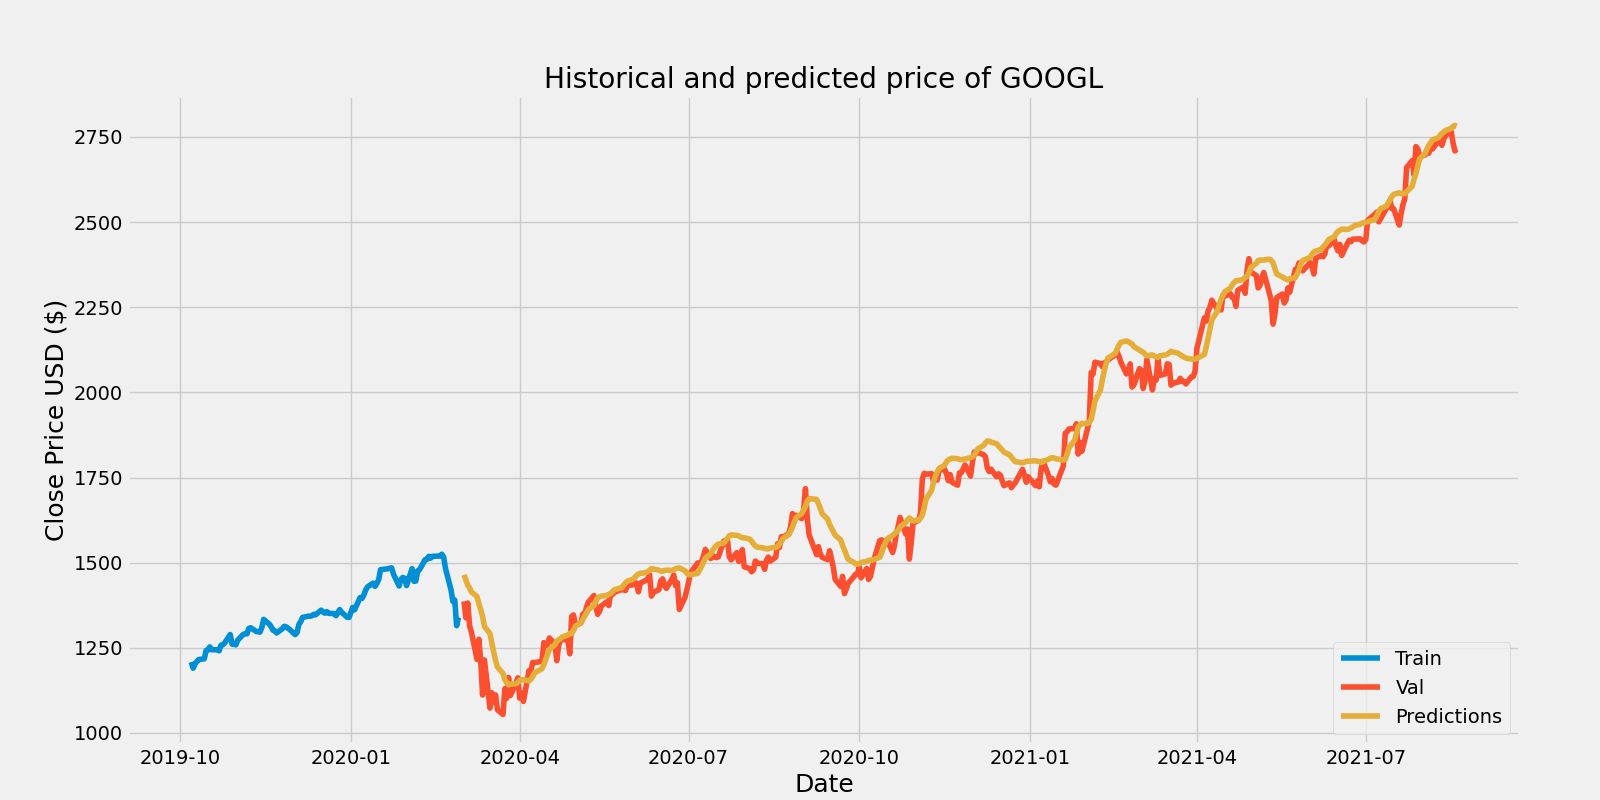 Historical and predicted price of GOOGL
Close Price USD ($)
2750
2500
2250
2000
1750
1500
1250
1000
2019-10 2020-01 2020-04 2020-07 2020-10 2021-01 2021-04 2021-07
Date
Train
Val
Predictions